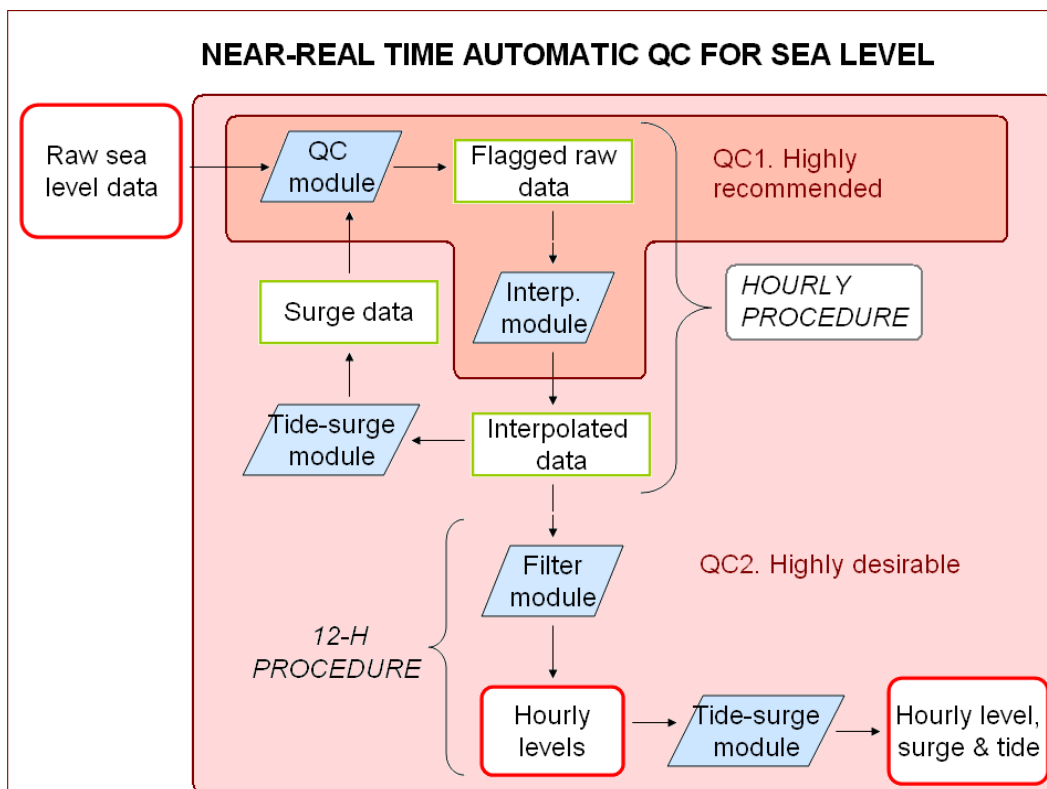 NEAR-REAL TIME AUTOMATIC QC FOR SEA LEVEL
Raw sea
level data
QC
module
Flagged raw
data
QC1. Highly
recommended
Interp.
module
HOURLY
PROCEDURE
Surge data
Tide-surge
module
Interpolated
data
Filter
module
QC2. Highly desirable
12-H
PROCEDURE
Hourly
levels
Tide-surge
module
Hourly level,
surge & tide